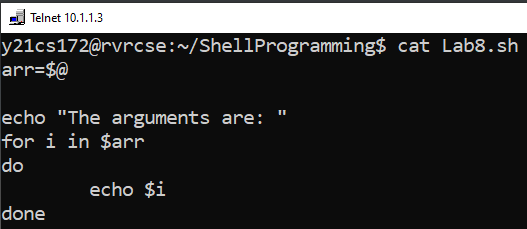 Telnet 10.1.1.3
y21cs172@rvrcse:~/ShellProgramming$ cat Lab8.sh
arr=$@

echo "The arguments are: "
for i in $arr
do
        echo $i
done